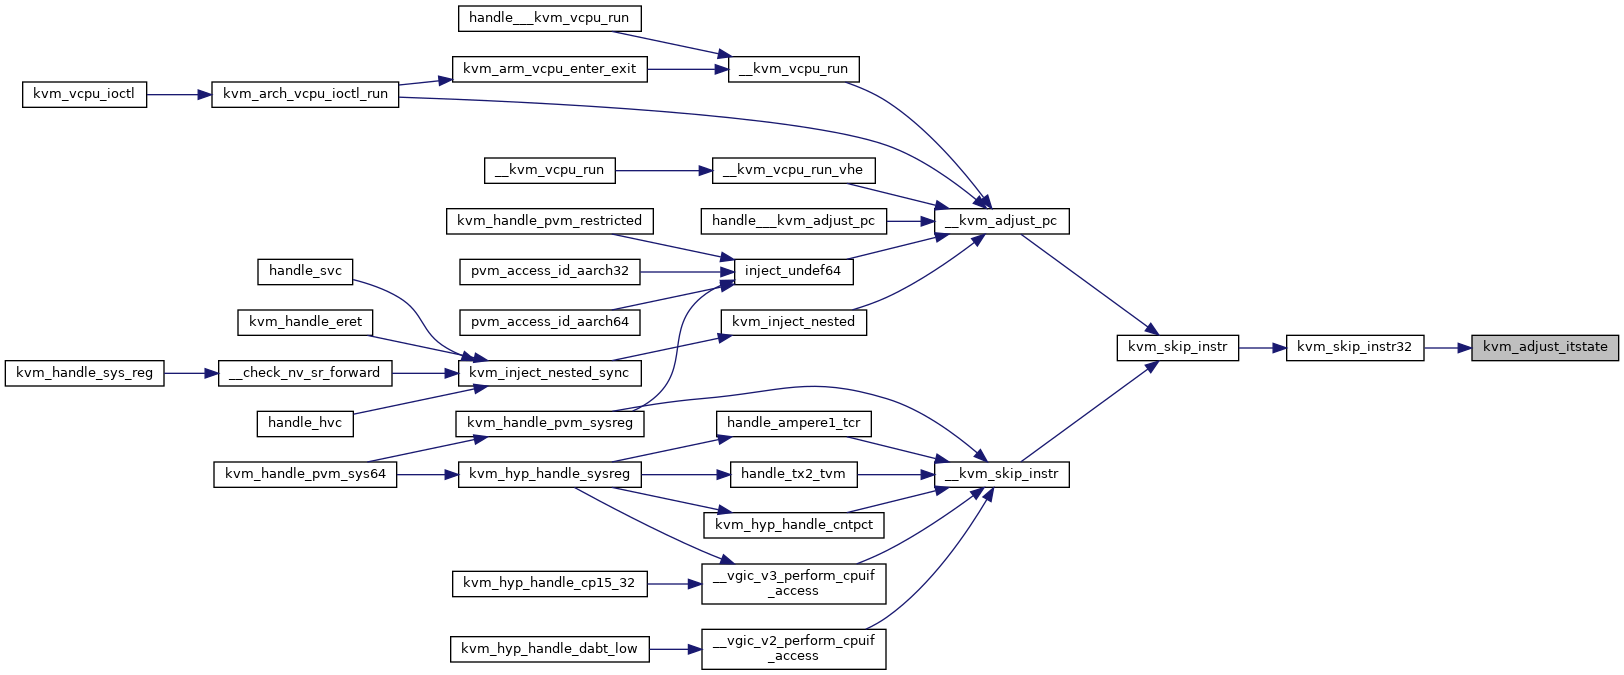 handle___kvm_vcpu_run
kvm_arm_vcpu_enter_exit
__kvm_vcpu_run
kvm_vcpu_ioctl
kvm_arch_vcpu_ioctl_run
__kvm_vcpu_run
__kvm_vcpu_run_vhe
kvm_handle_pvm_restricted
handle___kvm_adjust_pc
__kvm_adjust_pc
handle_svc
pvm_access_id_aarch32
inject_undef64
kvm_handle_eret
pvm_access_id_aarch64
kvm_inject_nested
kvm_skip_instr
kvm_skip_instr32
kvm_adjust_itstate
kvm_handle_sys_reg
__check_nv_sr_forward
kvm_inject_nested_sync
handle_hvc
kvm_handle_pvm_sysreg
handle_ampere1_tcr
kvm_handle_pvm_sys64
kvm_hyp_handle_sysreg
handle_tx2_tvm
__kvm_skip_instr
kvm_hyp_handle_cntpct
kvm_hyp_handle_cp15_32
__vgic_v3_perform_cpuif
_access
kvm_hyp_handle_dabt_low
__vgic_v2_perform_cpuif
_access